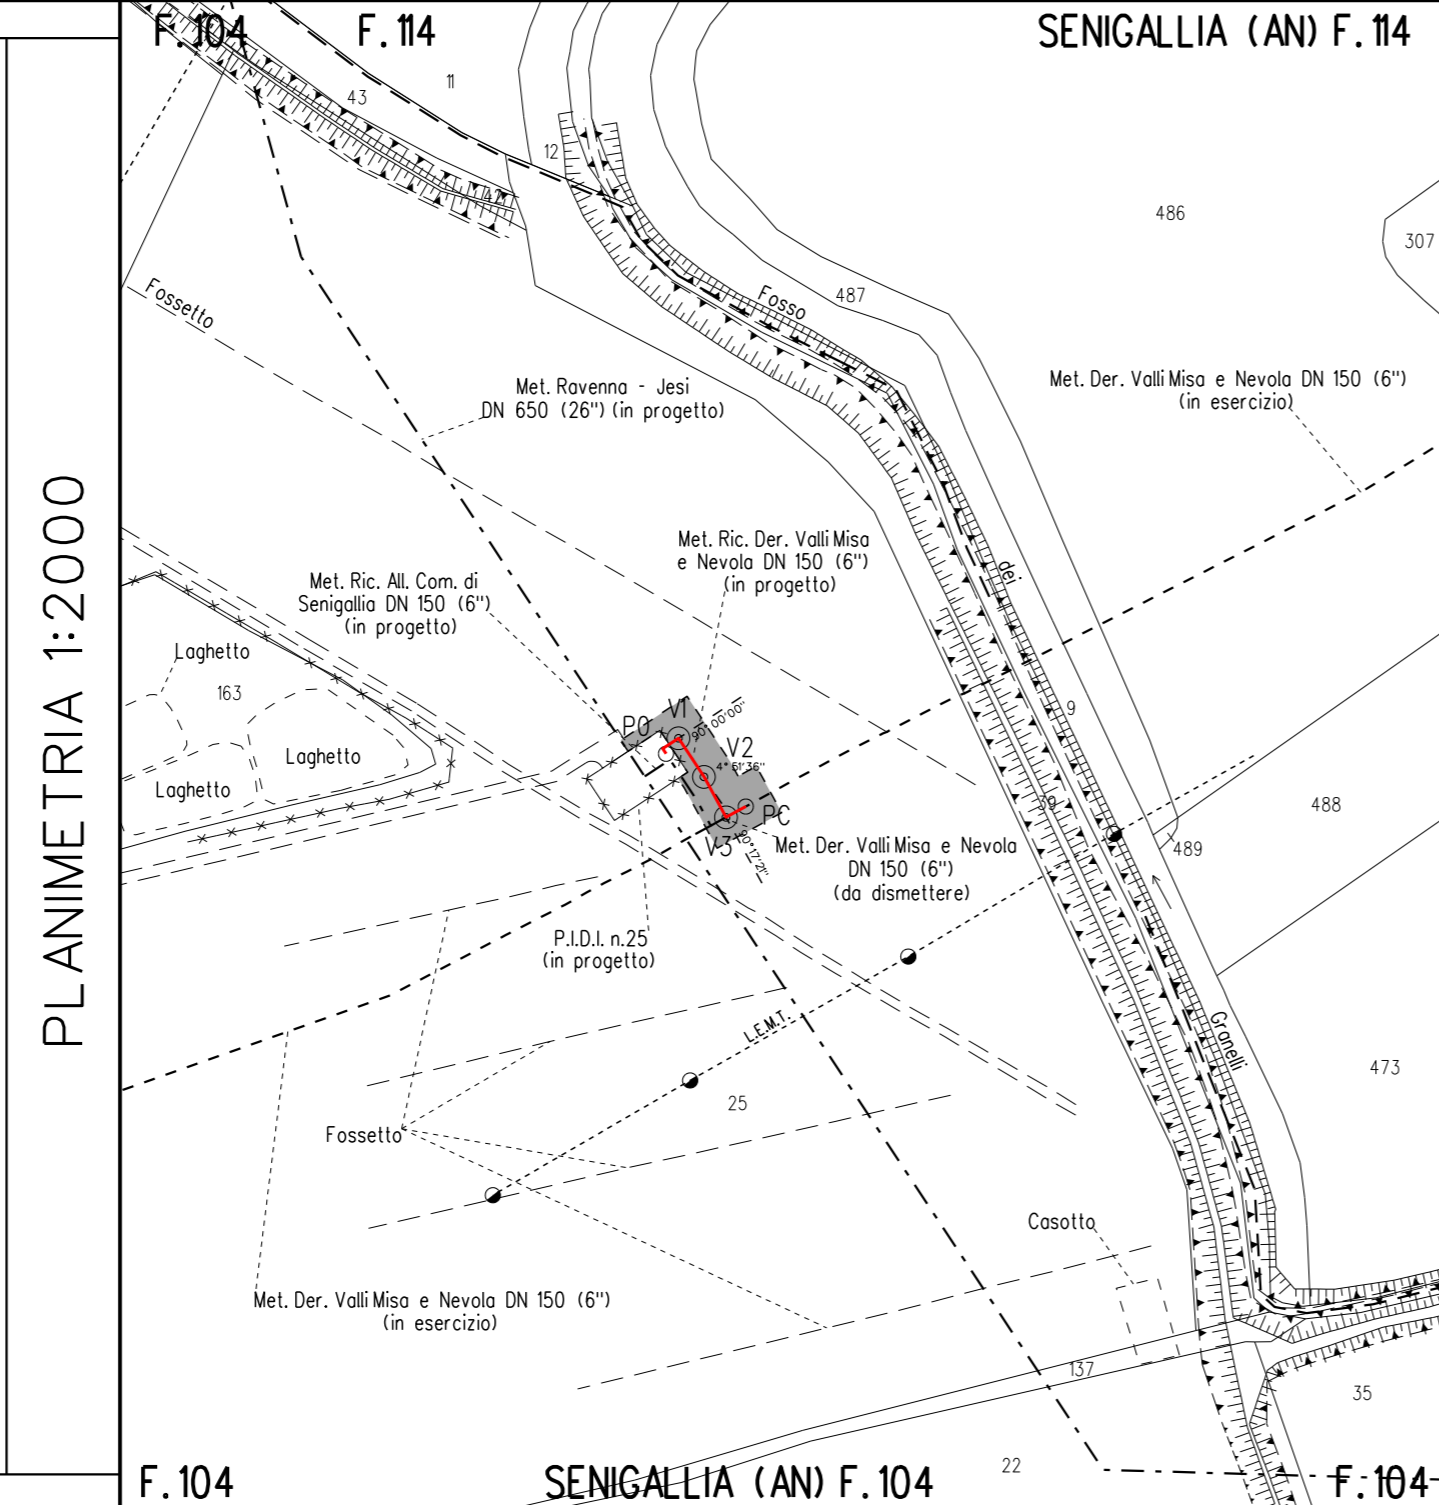 F. 104
F. 114
SENIGALLIA (AN) F. 114
11
43
12
42
486
307
Fossetto
Fosso
487
Met. Ravenna - Jesi
DN 650 (26") (in progetto)
Met. Der. Valli Misa e Nevola DN 150 (6")
(in esercizio)
PLANIMETRIA 1:2000
Met. Ric. Der. Valli Misa
e Nevola DN 150 (6")
(in progetto)
Met. Ric. All. Com. di
Senigallia DN 150 (6")
(in progetto)
dei
Laghetto
163
Laghetto
Laghetto
P0
V1
90°00'00"
V2
4°51'36"
PC
V3
90°17'21"
9
39
488
489
Met. Der. Valli Misa e Nevola
DN 150 (6")
(da dismettere)
P.I.D.I. n.25
(in progetto)
L.E.M.T.
Granelli
473
25
Fossetto
Casotto
Met. Der. Valli Misa e Nevola DN 150 (6")
(in esercizio)
137
35
22
F. 104
SENIGALLIA (AN) F. 104
F. 104